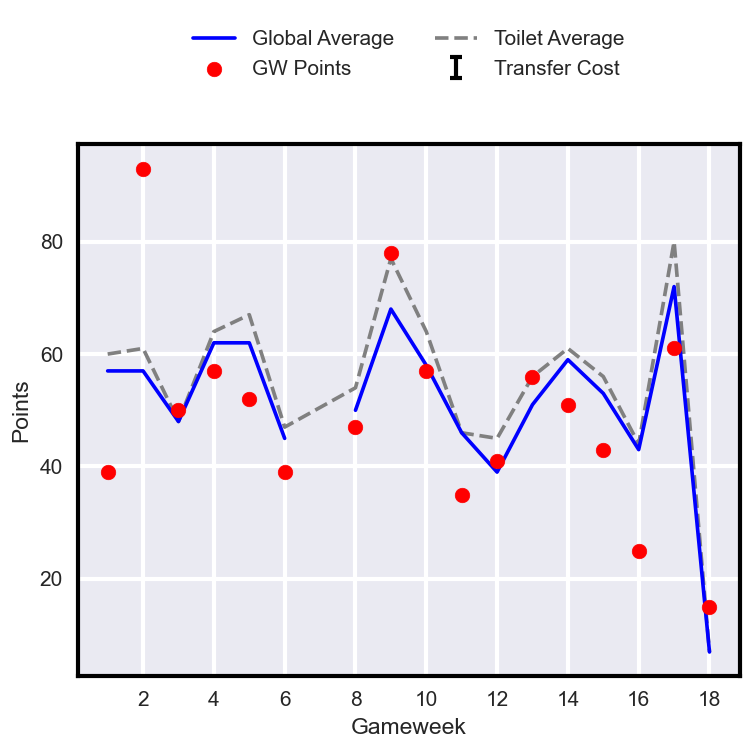 Global Average
Toilet Average
GW Points
Transfer Cost
80
60
40
20
Points
2 4 6 8 10 12 14 16 18
Gameweek